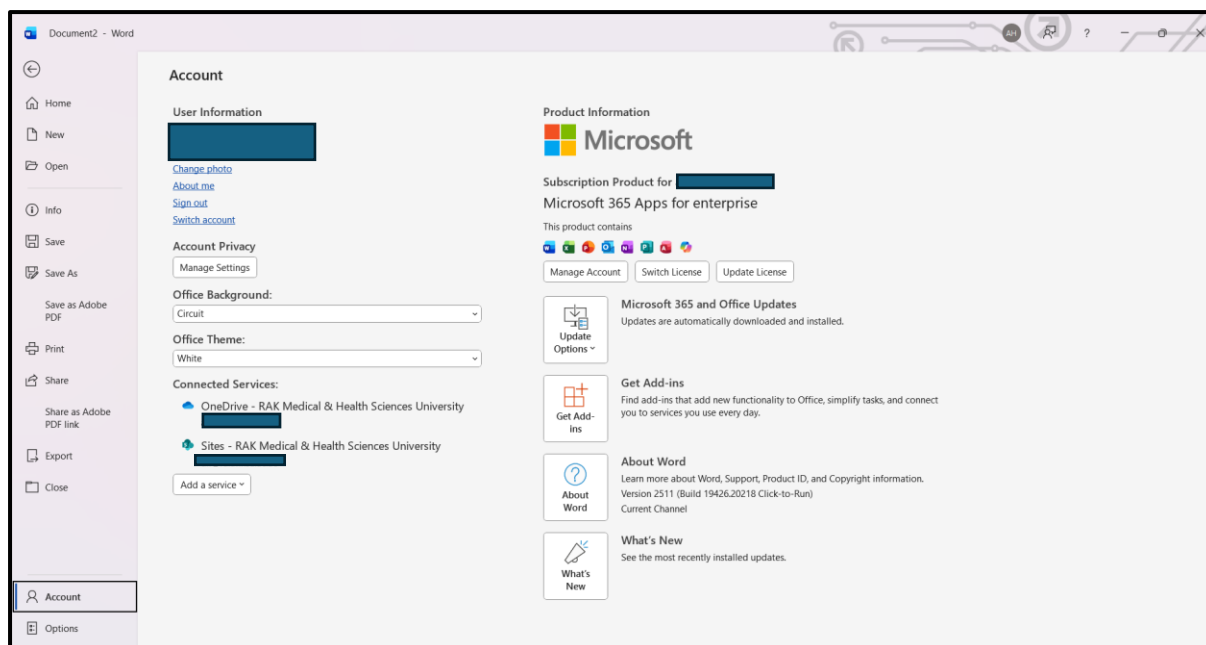 Document2 - Word
AH
?
Account
Home
New
Open
Info
Save
Save As
Save as Adobe
PDF
Print
Share
Share as Adobe
PDF link
Export
Close
Account
Options
User Information
Change photo
About me
Sign out
Switch account
Account Privacy
Manage Settings
Office Background:
Circuit
Office Theme:
White
Connected Services:
OneDrive - RAK Medical & Health Sciences University
Sites - RAK Medical & Health Sciences University
Add a service
Product Information
Microsoft
Subscription Product for
Microsoft 365 Apps for enterprise
This product contains
Manage Account
Switch License
Update License
Update
Options
Microsoft 365 and Office Updates
Updates are automatically downloaded and installed.
Get Add-
ins
Get Add-ins
Find add-ins that add new functionality to Office, simplify tasks, and connect
you to services you use every day.
About
Word
About Word
Learn more about Word, Support, Product ID, and Copyright information.
Version 2511 (Build 19426.20218 Click-to-Run)
Current Channel
What's
New
What's New
See the most recently installed updates.